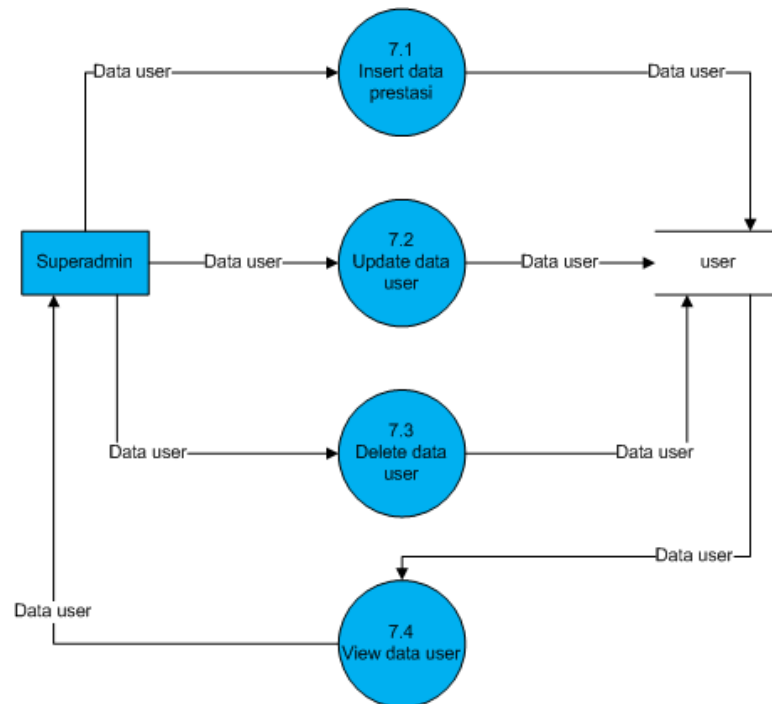 7.1
Insert data
prestasi
Data user
Data user
Superadmin
Data user
7.2
Update data
user
Data user
user
Data user
7.3
Delete data
user
Data user
Data user
Data user
7.4
View data user